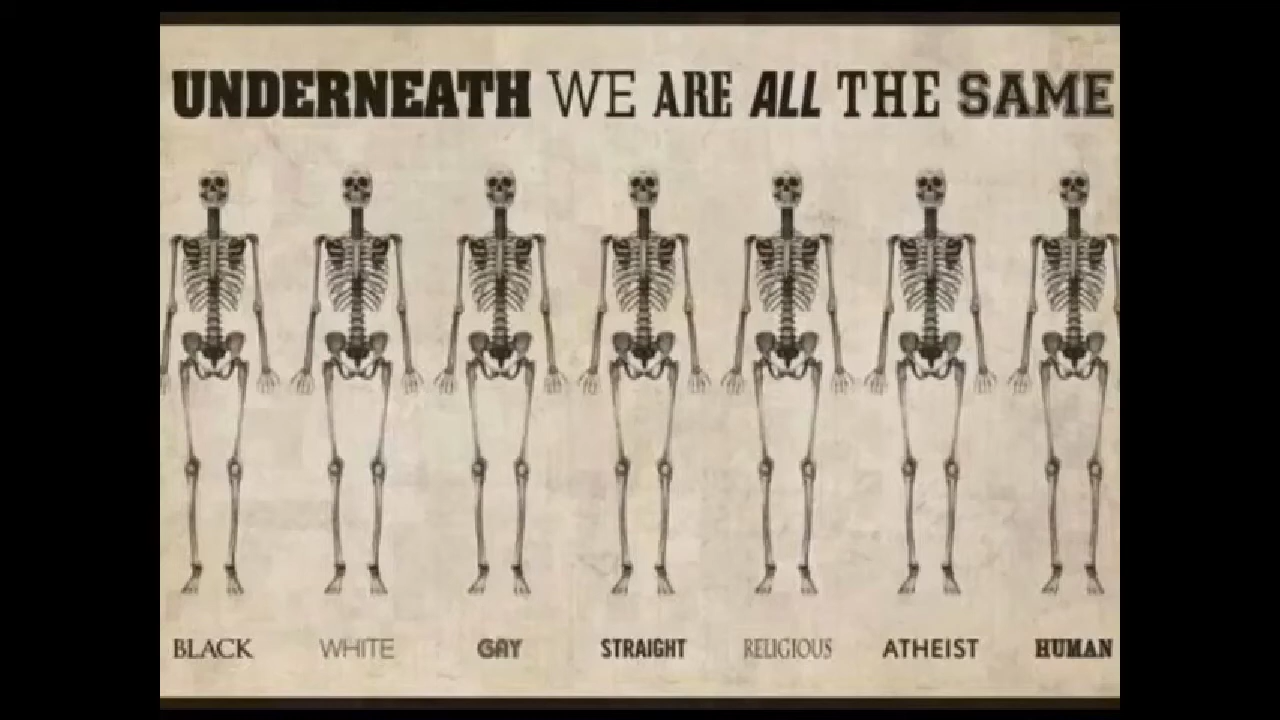 UNDERNEATH WE ARE ALL THE SAME
BLACK WHITE GAY STRAIGHT RELIGIOUS ATHEIST HUMAN